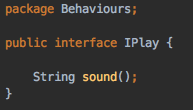 package Behaviours;
public interface IPlay {
String sound();
}